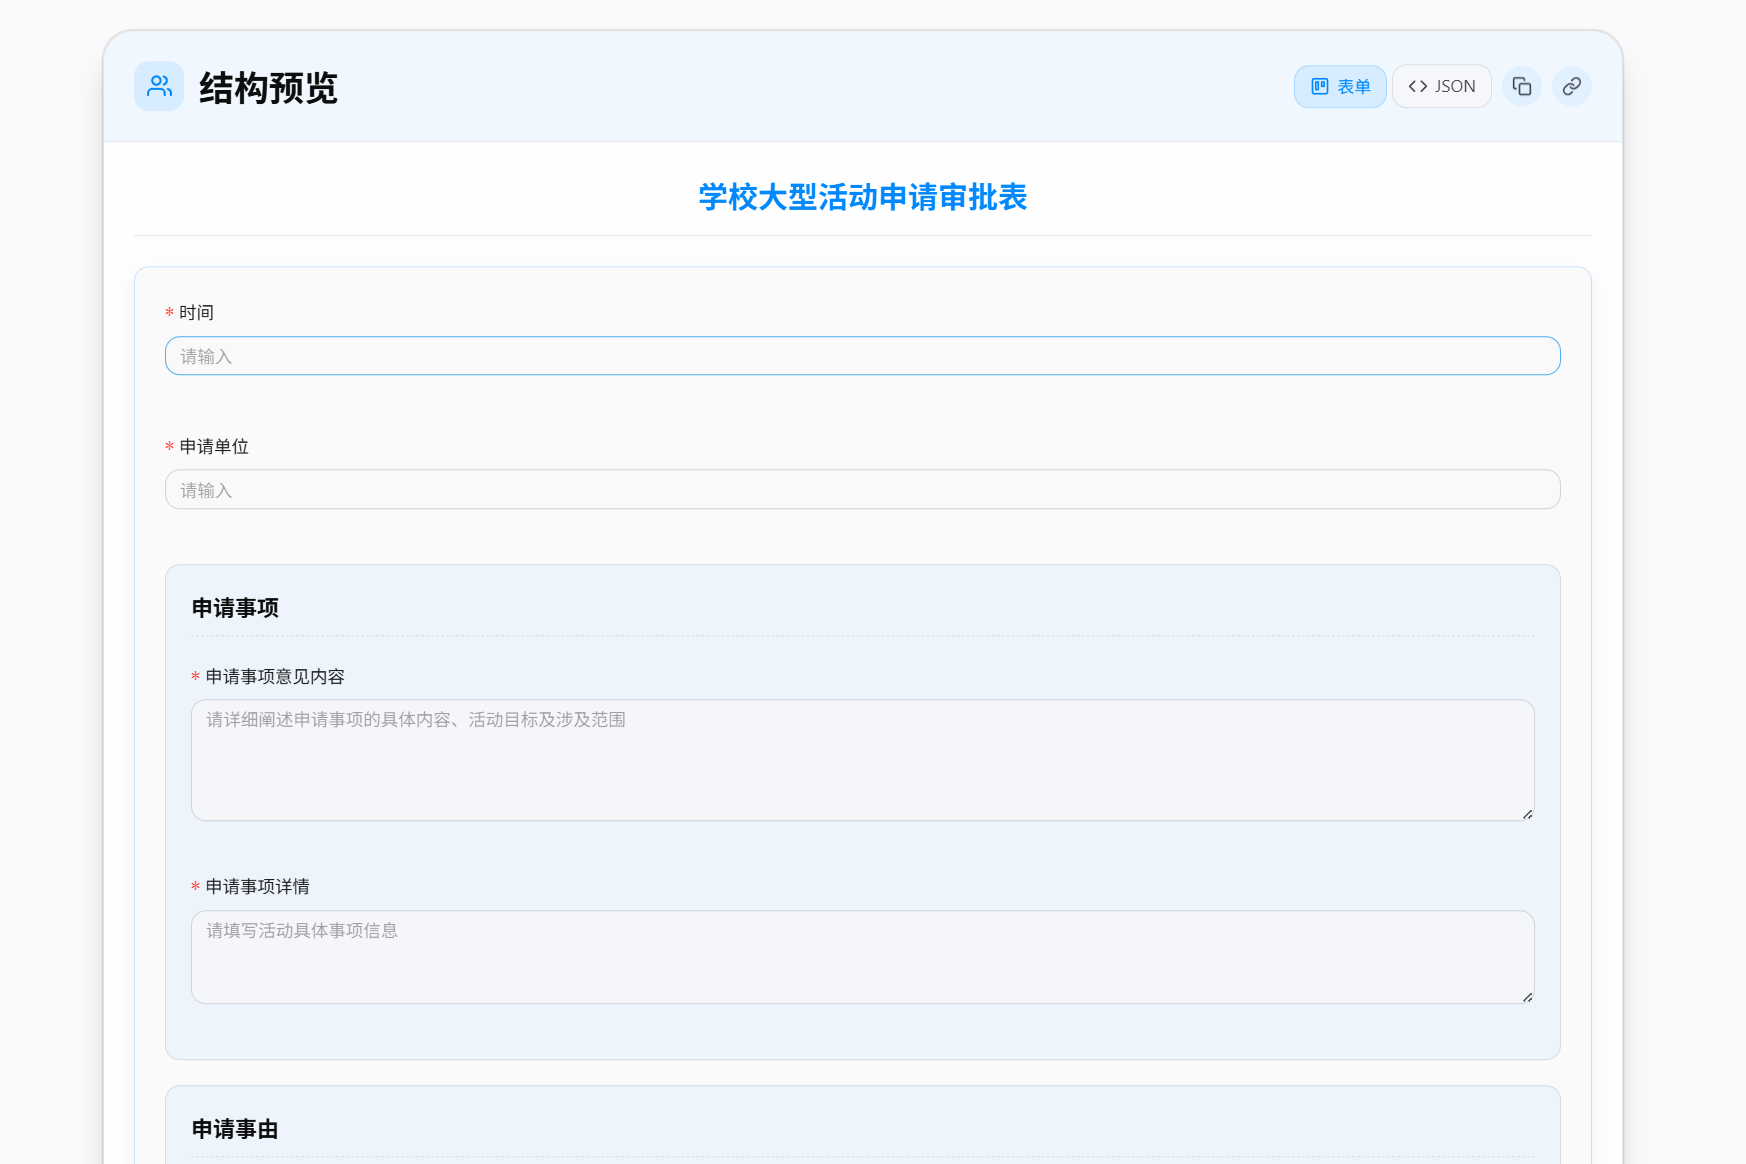 结构预览
表单
JSON
学校大型活动申请审批表
* 时间
请输入
* 申请单位
请输入
申请事项
* 申请事项意见内容
请详细阐述申请事项的具体内容、活动目标及涉及范围
* 申请事项详情
请填写活动具体事项信息
申请事由